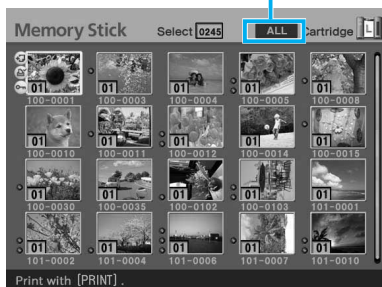 Memory Stick Select 0245 ALL Cartridge L
01 01 01 01 01
100-0001 100-0003 100-0004 100-0005 100-0008
01 01 01 01 01
100-0010 100-0011 100-0012 100-0014 100-0015
01 01 01 01 01
100-0030 100-0035 100-0102 100-0103 101-0001
01 01 01 01 01
101-0002 101-0004 101-0006 101-0007 101-0010
Print with [PRINT] .